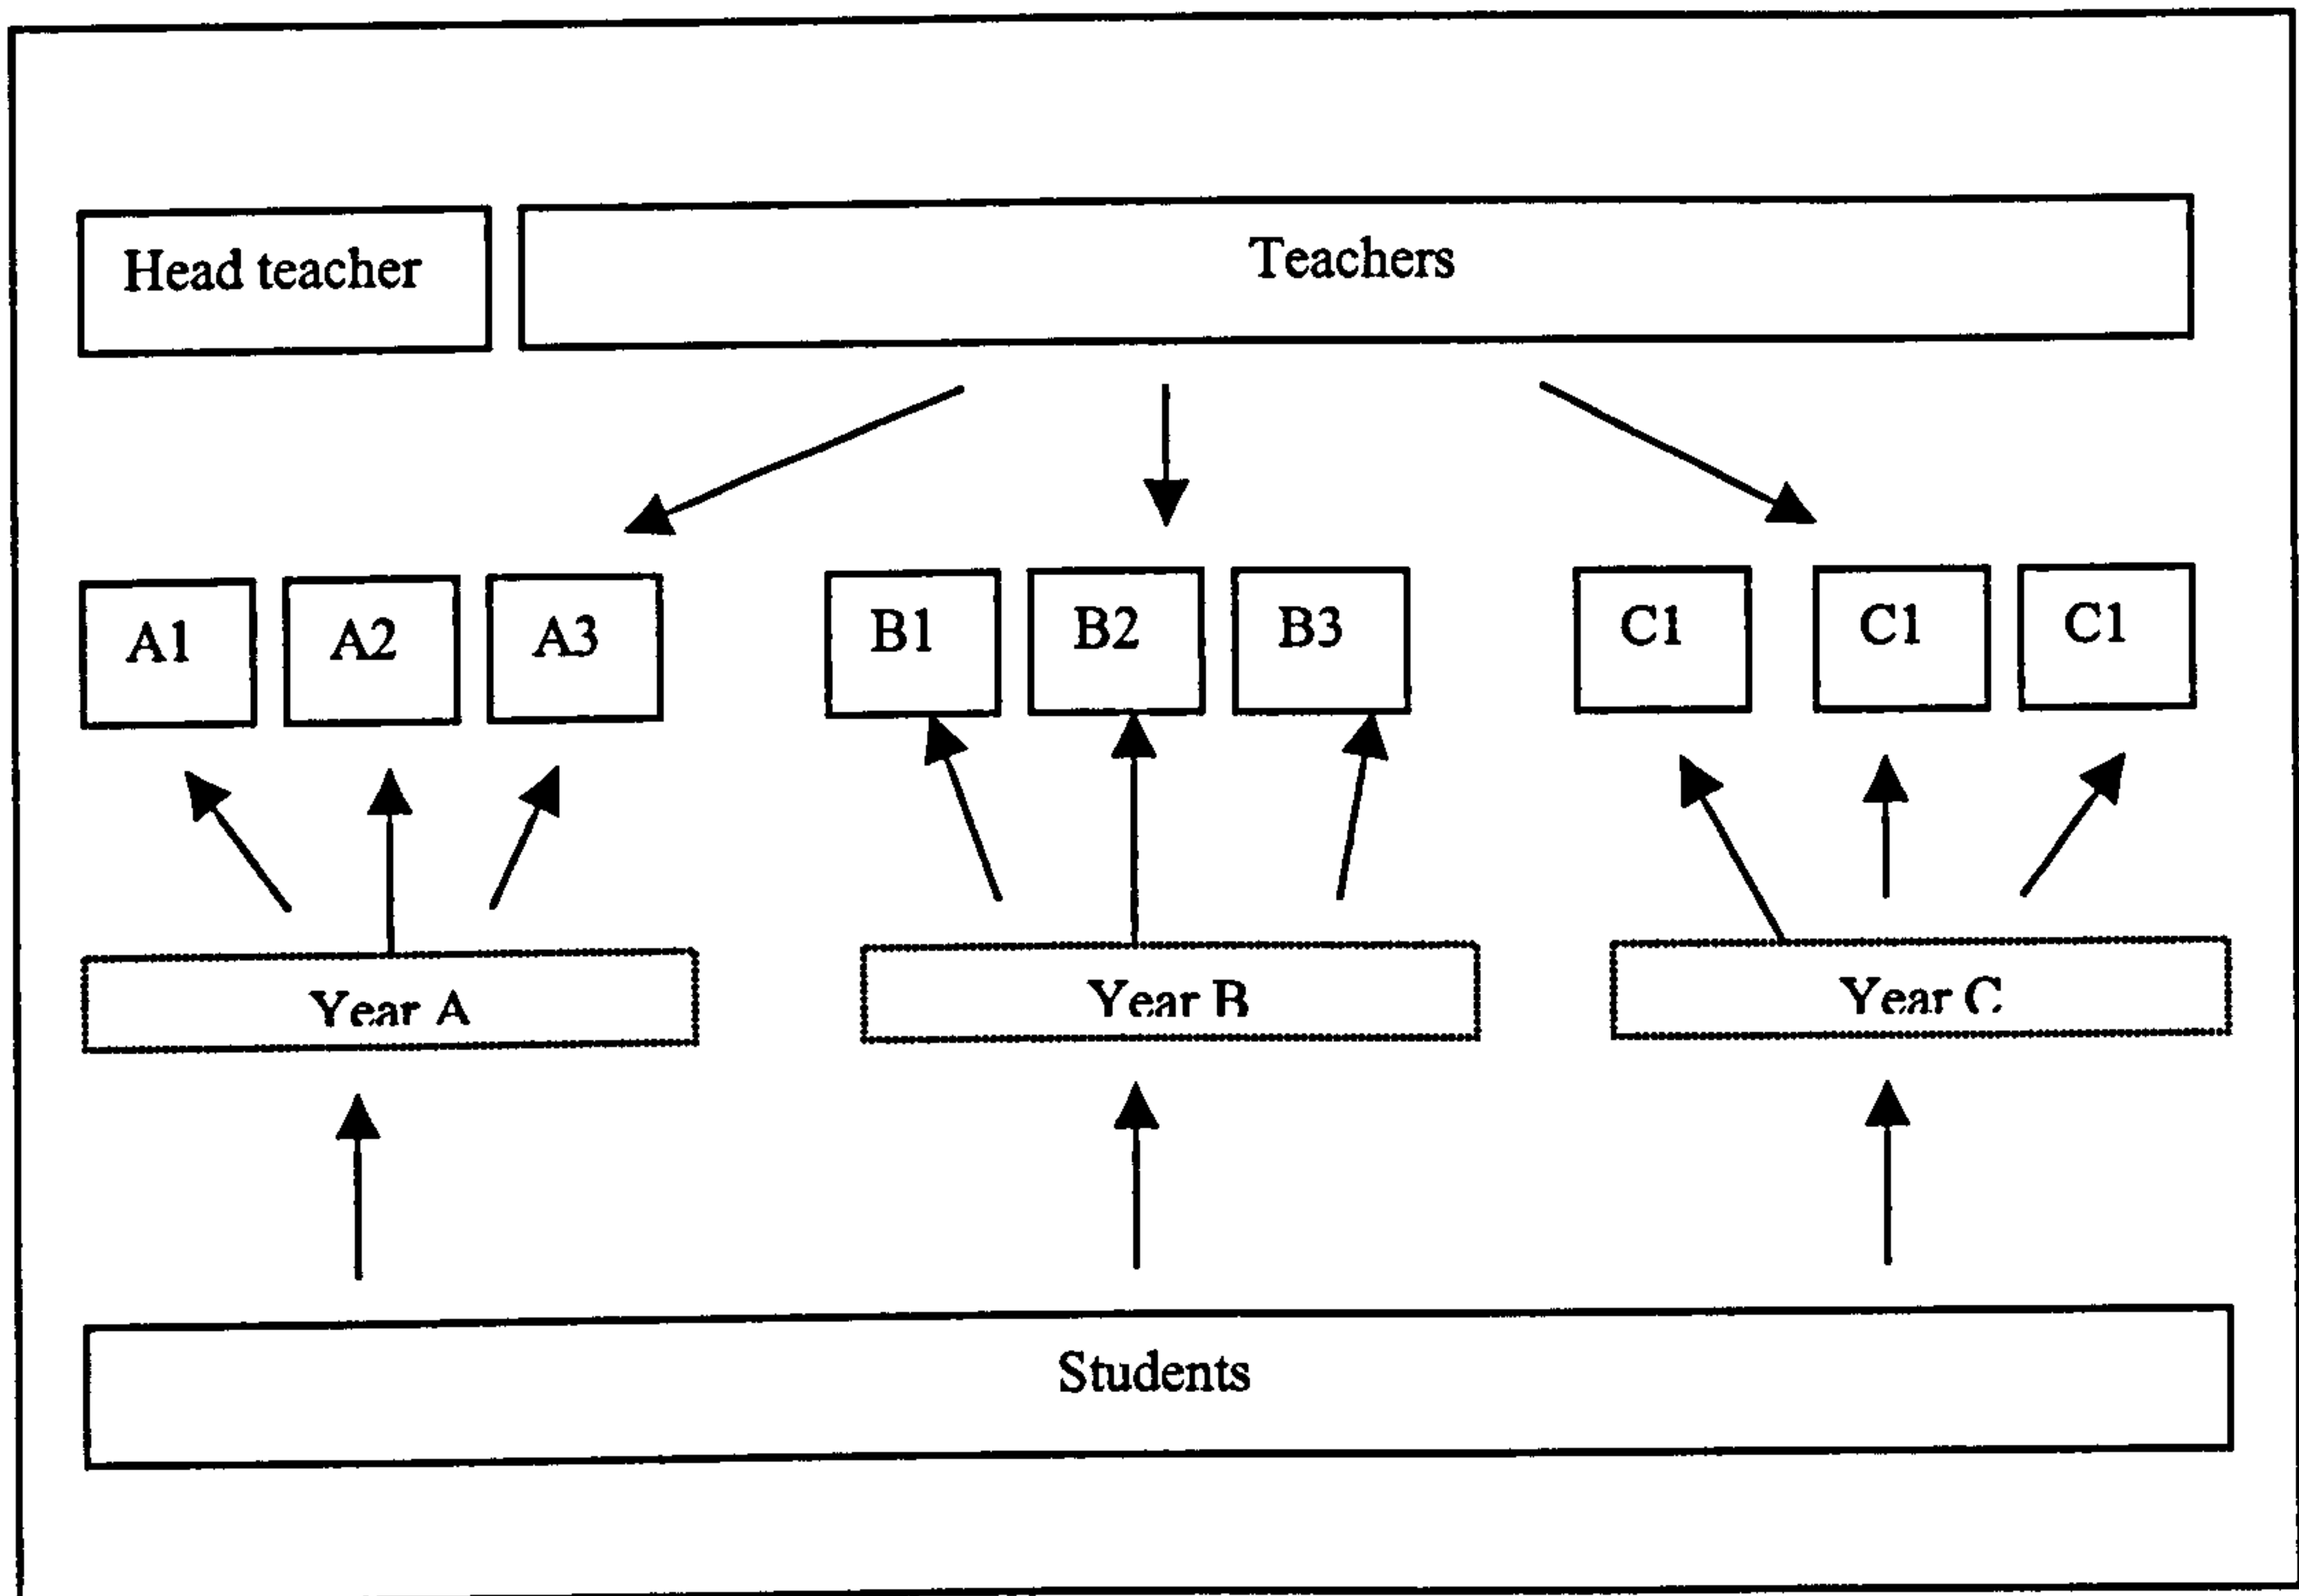 Head teacher
Teachers
A1
A2
A3
B1
B2
B3
C1
C1
C1
Year A
Year B
Year C
Students